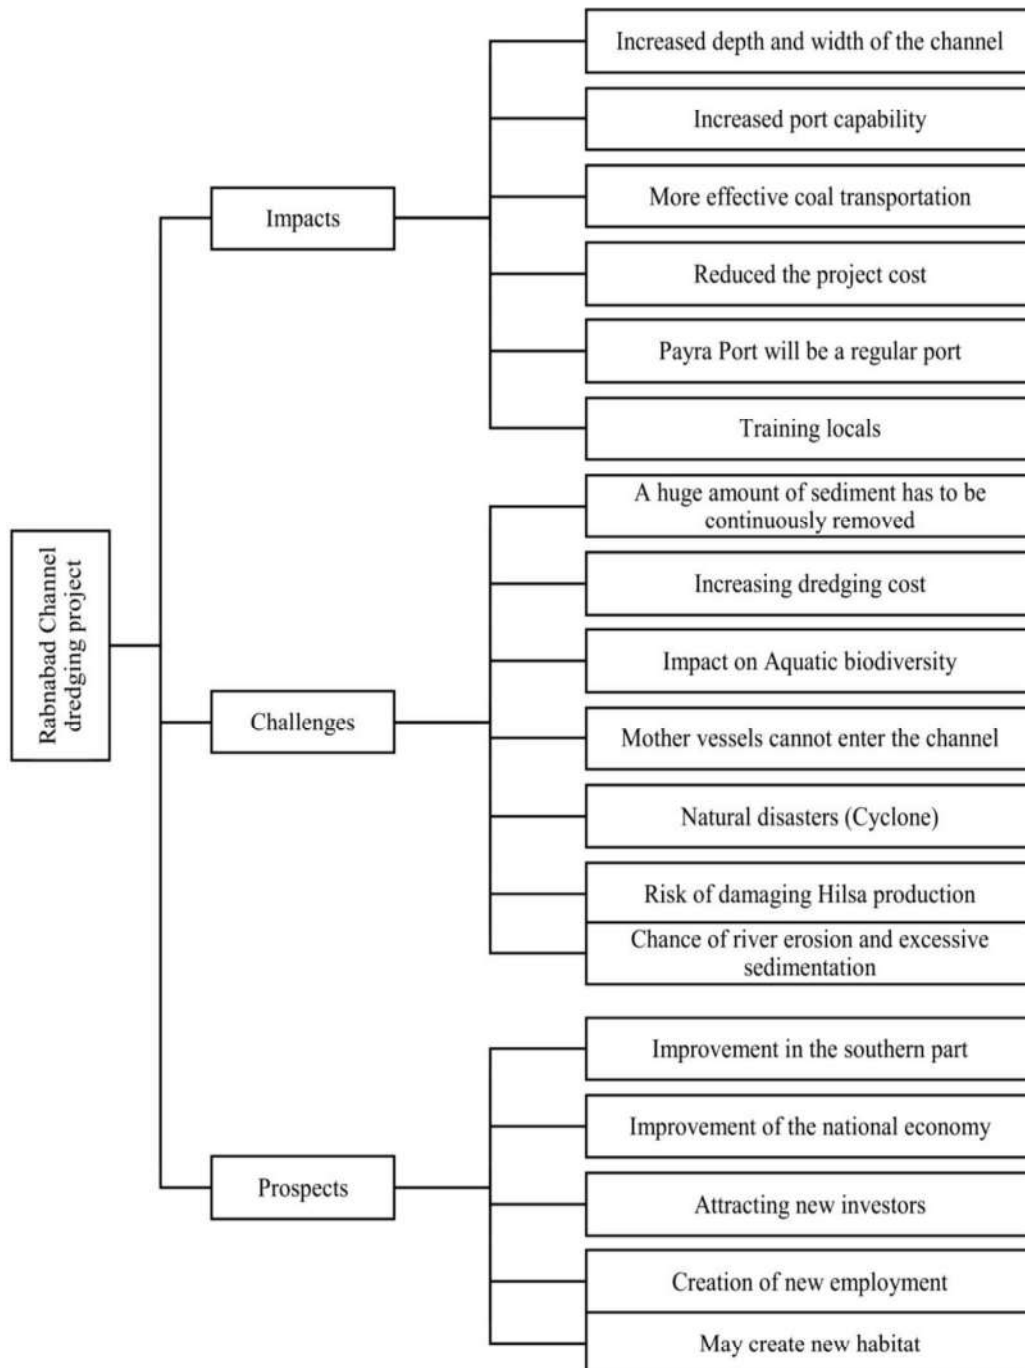 Rabnabad Channel
dredging project
Impacts
Increased depth and width of the channel
Increased port capability
More effective coal transportation
Reduced the project cost
Payra Port will be a regular port
Training locals
Challenges
A huge amount of sediment has to be
continuously removed
Increasing dredging cost
Impact on Aquatic biodiversity
Mother vessels cannot enter the channel
Natural disasters (Cyclone)
Risk of damaging Hilsa production
Chance of river erosion and excessive
sedimentation
Prospects
Improvement in the southern part
Improvement of the national economy
Attracting new investors
Creation of new employment
May create new habitat